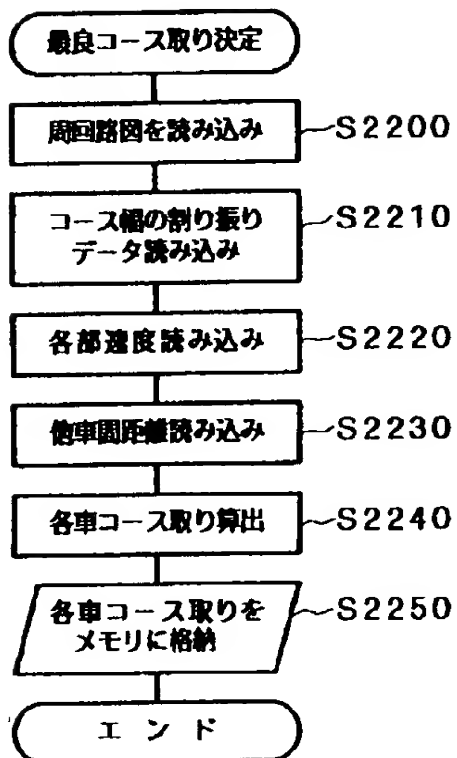 最良コース取り決定
周回路図を読み込み
S2200
コース幅の割り振り
データ読み込み
S2210
各部速度読み込み
S2220
他車間距離読み込み
S2230
各車コース取り算出
S2240
各車コース取りを
メモリに格納
S2250
エンド